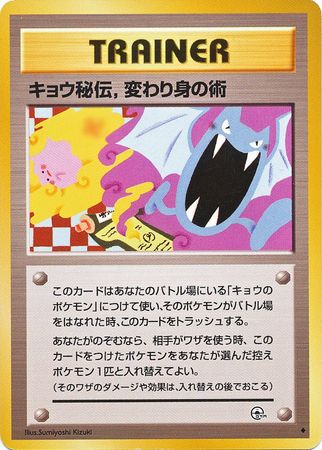 TRAINER
キョウ秘伝，変わり身の術
このカードはあなたのバトル場にいる「キョウの
ポケモン」につけて使い、そのポケモンがバトル場
をはなれた時、このカードをトラッシュする。
あなたがのぞむなら、相手がワザを使う時、この
カードをつけたポケモンをあなたが選んだ控え
ポケモン1匹と入れ替えてよい。
（そのワザのダメージや効果は、入れ替えの後でおこる）
Illus.Sumiyoshi Kizuki